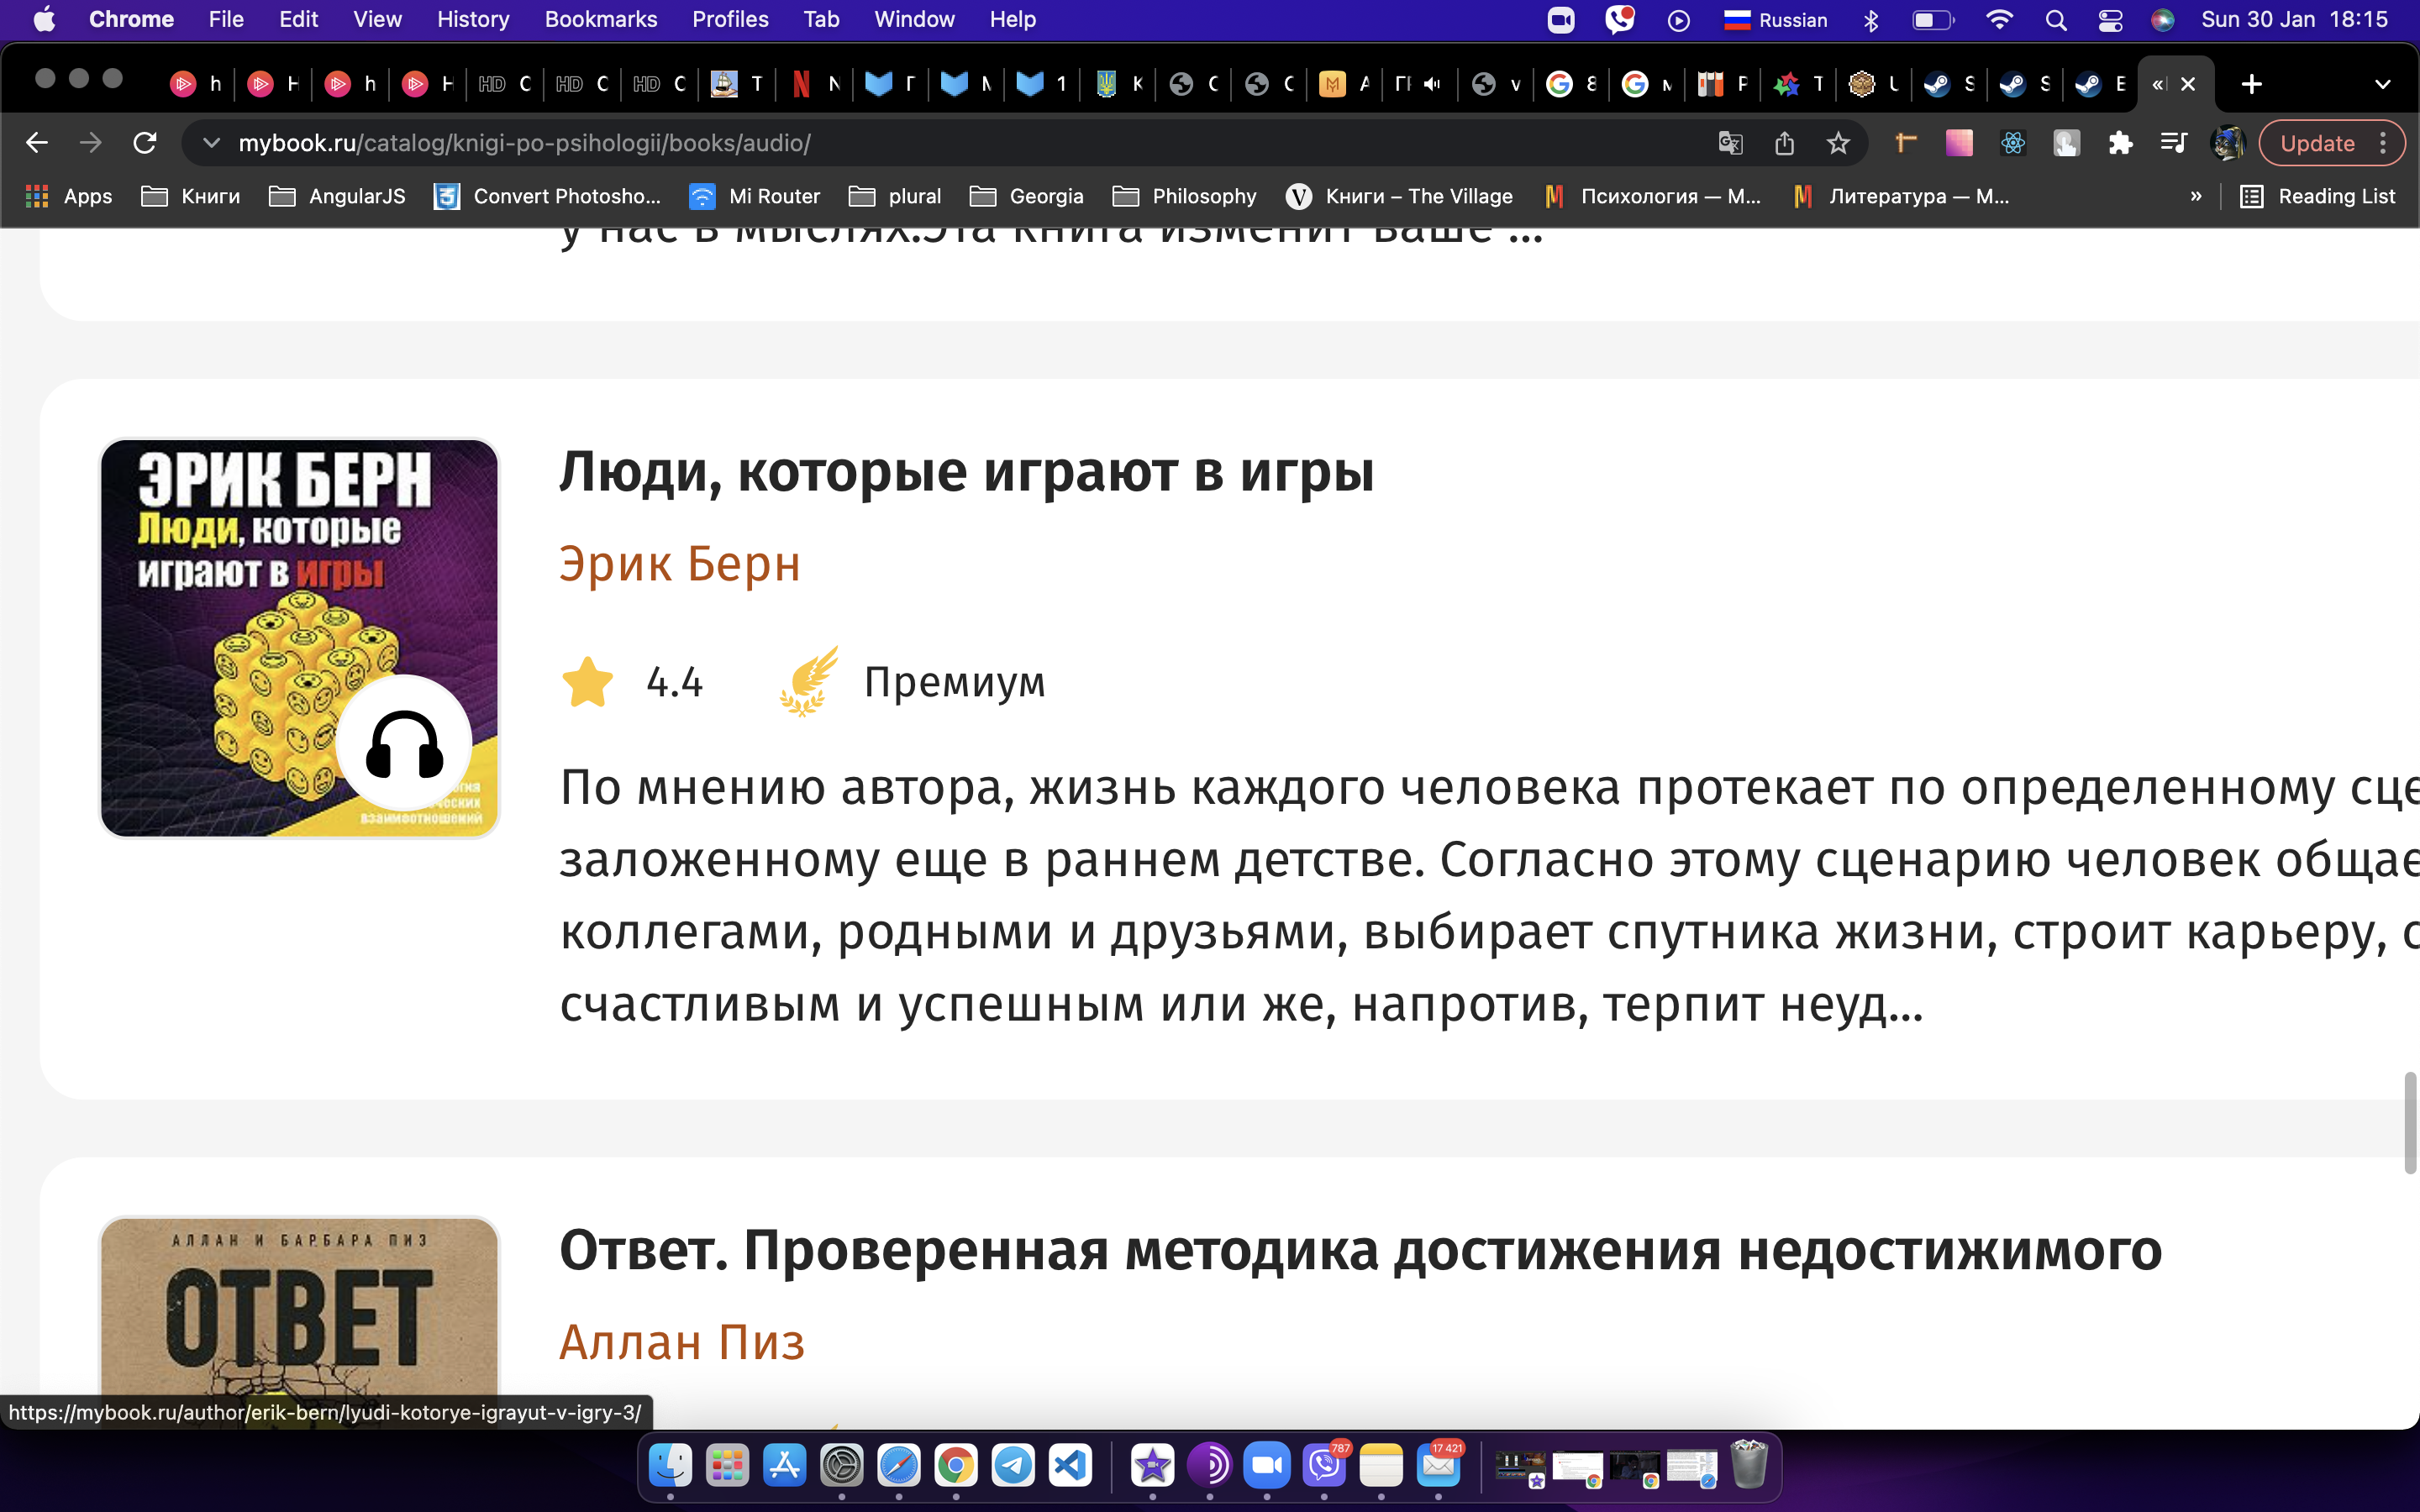 Chrome File Edit View History Bookmarks Profiles Tab Window Help Russian Sun 30 Jan 18:15
mybook.ru/catalog/knigi-po-psihologii/books/audio/ Update
Apps Книги AngularJS Convert Photosho... Mi Router plural Georgia Philosophy Книги – The Village Психология — М... Литература — М... » Reading List
у нас в мыслях.Эта книга изменит ваше ...
ЭРИК БЕРН
Люди, которые
играют в игры
взаимоотношений
Люди, которые играют в игры
Эрик Берн
4.4 Премиум
По мнению автора, жизнь каждого человека протекает по определенному сце
заложенному еще в раннем детстве. Согласно этому сценарию человек общае
коллегами, родными и друзьями, выбирает спутника жизни, строит карьеру, с
счастливым и успешным или же, напротив, терпит неуд...
АЛЛАН И БАРБАРА ПИЗ
ОТВЕТ
Ответ. Проверенная методика достижения недостижимого
Аллан Пиз
https://mybook.ru/author/erik-bern/lyudi-kotorye-igrayut-v-igry-3/
787
17 421